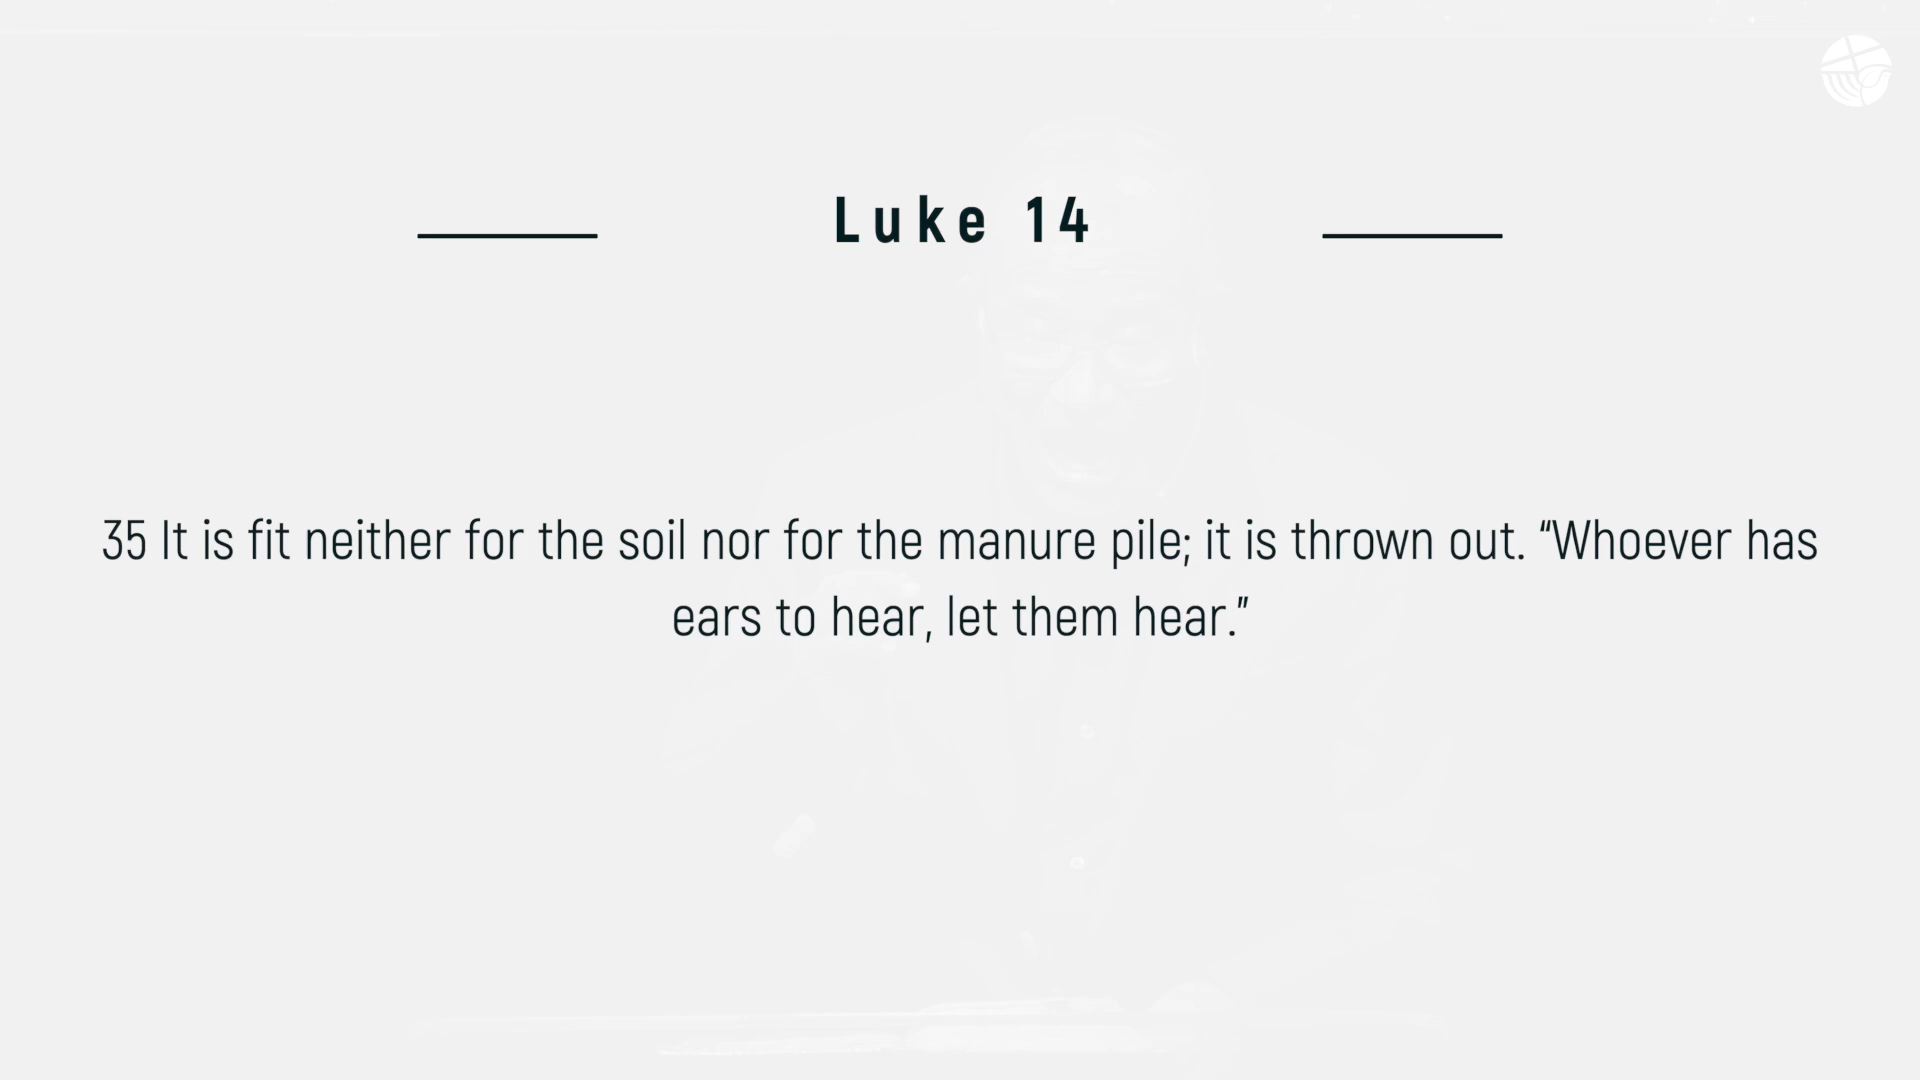 Luke 14
35 It is fit neither for the soil nor for the manure pile; it is thrown out. “Whoever has
ears to hear, let them hear.”